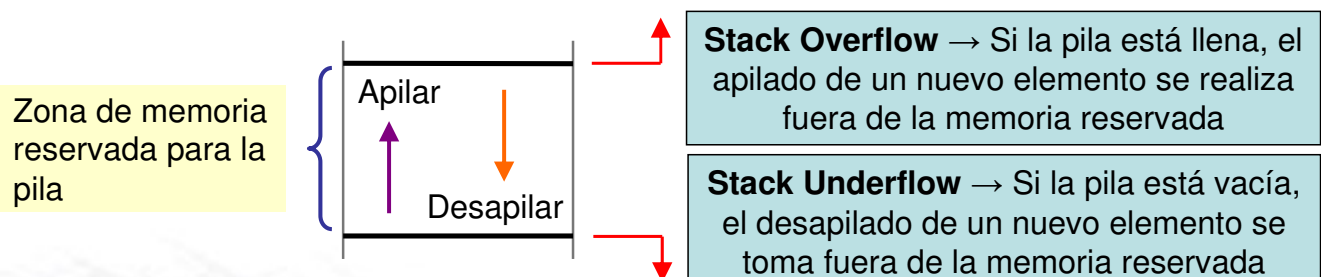 Zona de memoria
reservada para la
pila
Apilar
Desapilar
Stack Overflow → Si la pila está llena, el
apilado de un nuevo elemento se realiza
fuera de la memoria reservada
Stack Underflow → Si la pila está vacía,
el desapilado de un nuevo elemento se
toma fuera de la memoria reservada